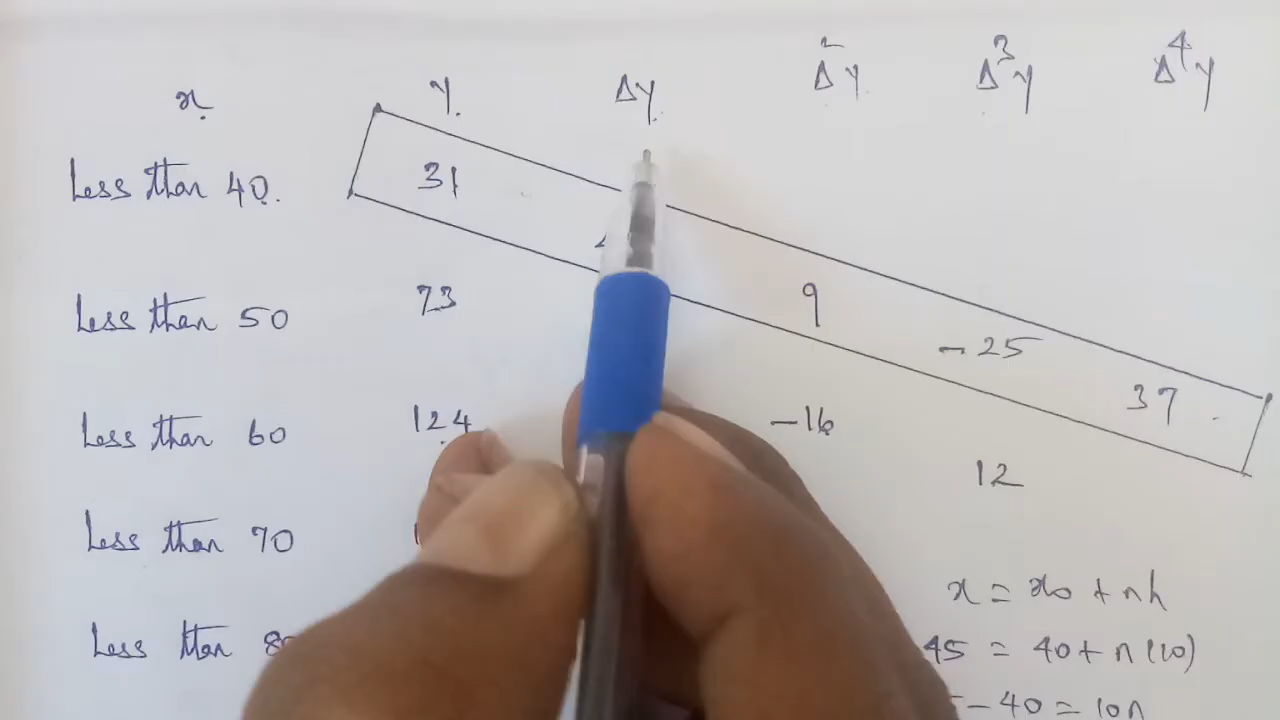 x y Δy Δ²y Δ³y Δ⁴y
Less than 40 31
Less than 50 73 9
-25
37
Less than 60 124 -16
12
Less than 70
Less than 80
x = x₀ + nh
45 = 40 + n(10)
- 40 = 10n